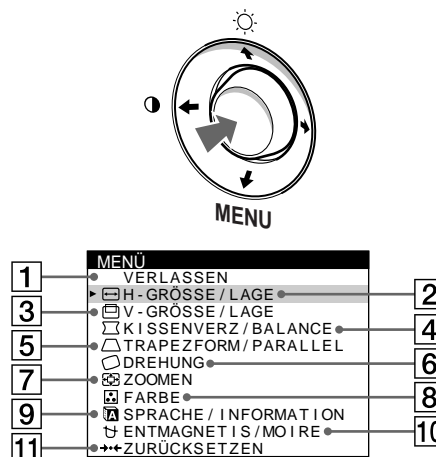 MENU
MENÜ
1 VERLASSEN
H-GRÖSSE/LAGE 2
3 V-GRÖSSE/LAGE
KISSENVERZ/BALANCE 4
5 TRAPEZFORM/PARALLEL
DREHUNG 6
7 ZOOMEN
FARBE 8
9 SPRACHE/INFORMATION
ENTMAGNETIS/MOIRE 10
11 ZURÜCKSETZEN